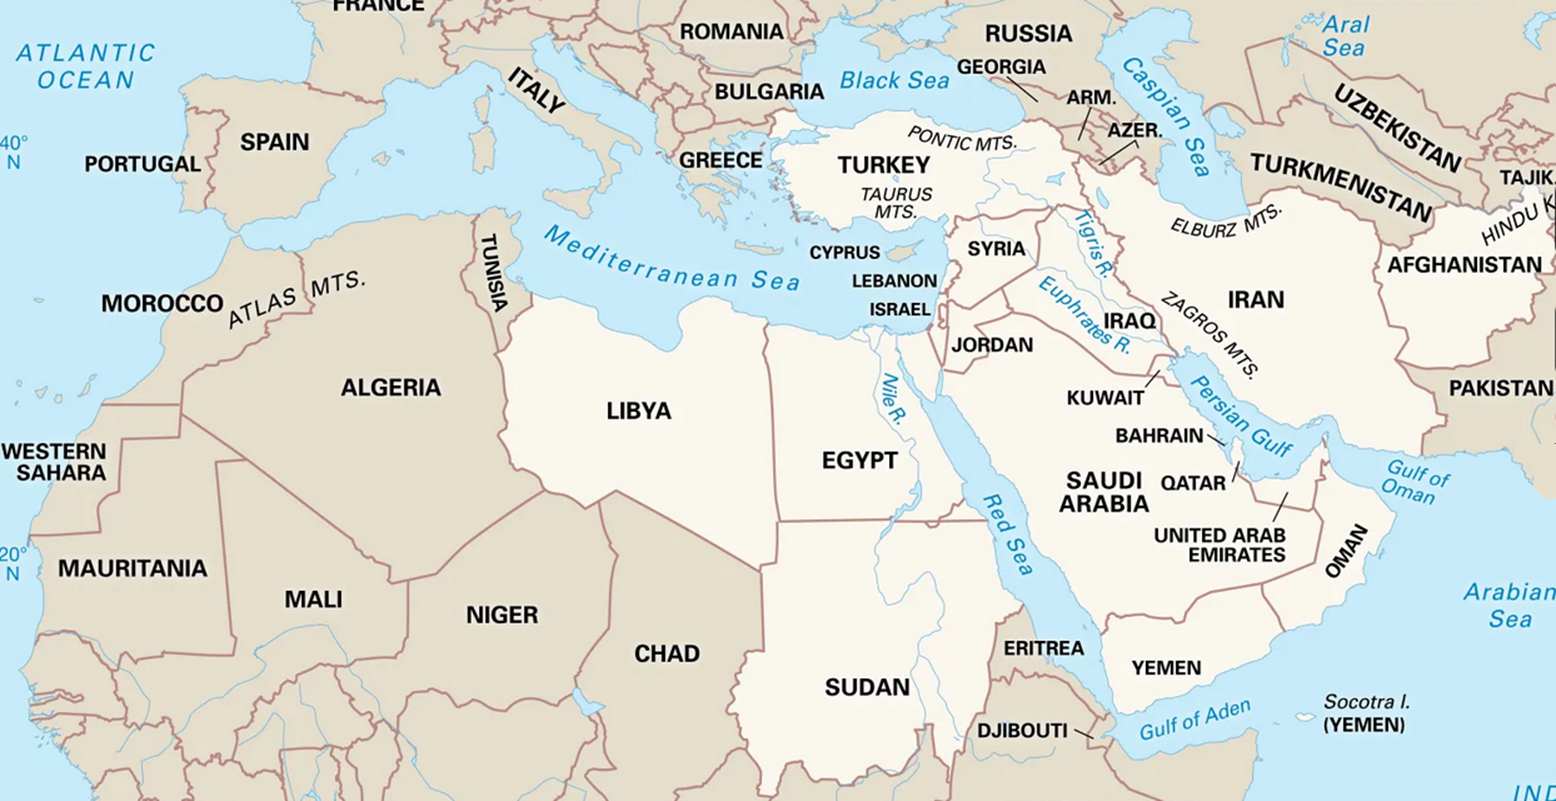 FRANCE
ATLANTIC
OCEAN
ROMANIA
RUSSIA
Aral
Sea
GEORGIA
ITALY
BULGARIA
Black Sea
Caspian Sea
ARM.
UZBEKISTAN
AZER.
40°
N
SPAIN
PORTUGAL
GREECE
PONTIC MTS.
TURKEY
TAURUS
MTS.
TURKMENISTAN
TAJIK.
ELBURZ MTS.
HINDU K
TUNISIA
Mediterranean Sea
CYPRUS
SYRIA
Tigris R.
LEBANON
ISRAEL
AFGHANISTAN
MOROCCO
ATLAS MTS.
Euphrates R.
IRAQ
ZAGROS MTS.
IRAN
JORDAN
ALGERIA
LIBYA
Nile R.
KUWAIT
Persian Gulf
PAKISTAN
BAHRAIN
WESTERN
SAHARA
EGYPT
SAUDI
ARABIA
QATAR
Gulf of
Oman
Red Sea
UNITED ARAB
EMIRATES
OMAN
20°
N
MAURITANIA
MALI
NIGER
CHAD
Arabian
Sea
ERITREA
YEMEN
SUDAN
DJIBOUTI
Gulf of Aden
Socotra I.
(YEMEN)
IND